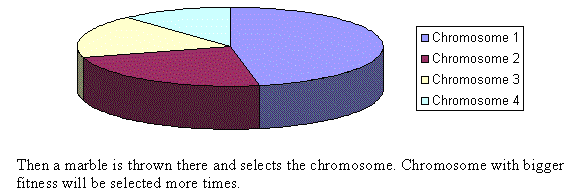 Chromosome 1
Chromosome 2
Chromosome 3
Chromosome 4
Then a marble is thrown there and selects the chromosome. Chromosome with bigger
fitness will be selected more times.